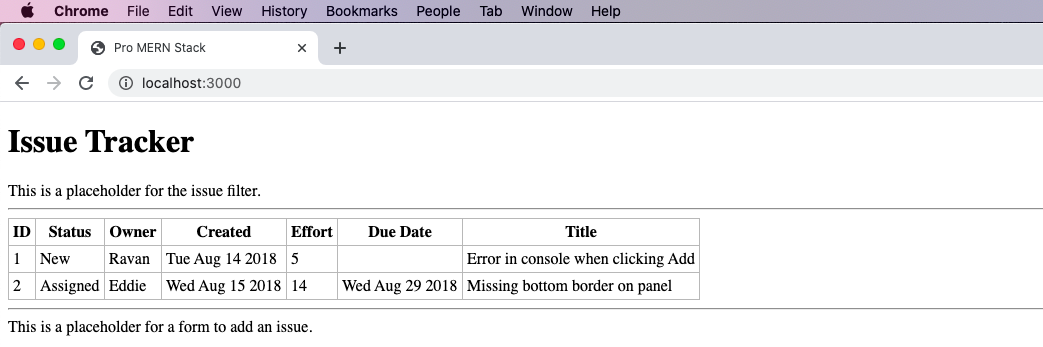 Chrome File Edit View History Bookmarks People Tab Window Help
Pro MERN Stack
localhost:3000
Issue Tracker
This is a placeholder for the issue filter.
ID Status Owner Created Effort Due Date Title
1 New Ravan Tue Aug 14 2018 5 Error in console when clicking Add
2 Assigned Eddie Wed Aug 15 2018 14 Wed Aug 29 2018 Missing bottom border on panel
This is a placeholder for a form to add an issue.